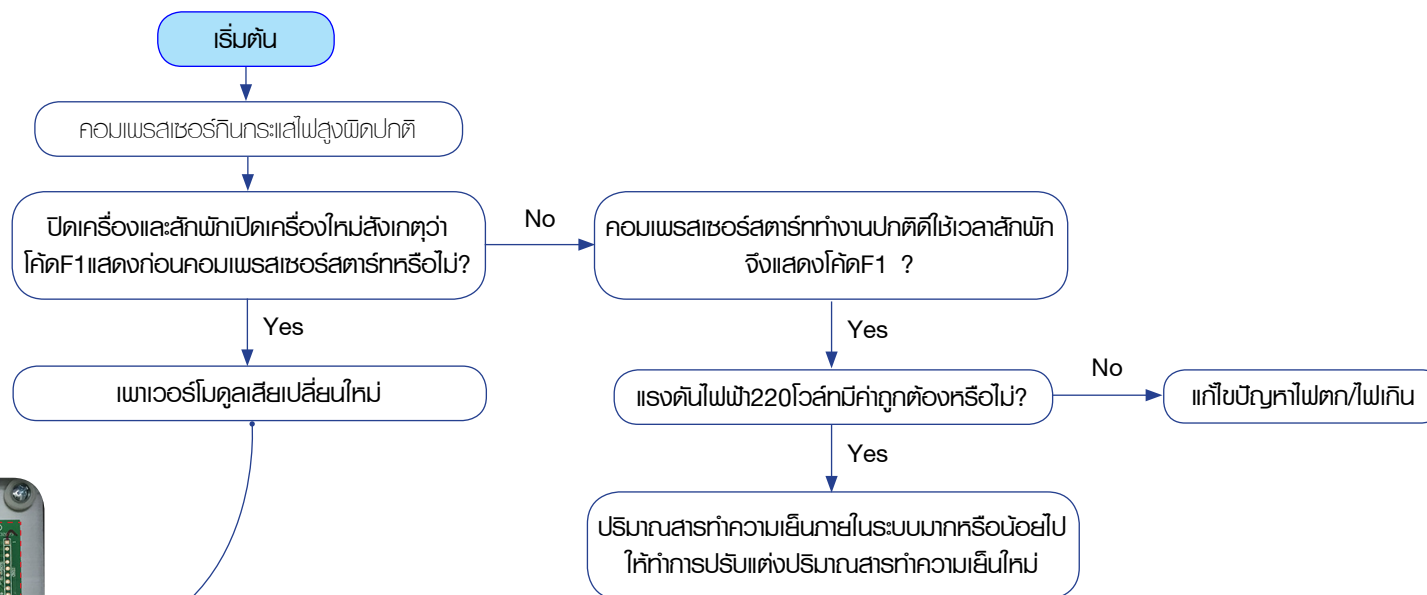 เริ่มต้น
คอมเพรสเซอร์กินกระแสไฟสูงผิดปกติ
ปิดเครื่องและสักพักเปิดเครื่องใหม่สังเกตุว่า
โค้ดF1แสดงก่อนคอมเพรสเซอร์สตาร์ทหรือไม่?
No
คอมเพรสเซอร์สตาร์ททำงานปกติดีใช้เวลาสักพัก
จึงแสดงโค้ดF1 ?
Yes
Yes
เพาเวอร์โมดูลเสียเปลี่ยนใหม่
แรงดันไฟฟ้า220โวล์ทมีค่าถูกต้องหรือไม่?
No
แก้ไขปัญหาไฟตก/ไฟเกิน
Yes
ปริมาณสารทำความเย็นภายในระบบมากหรือน้อยไป
ให้ทำการปรับแต่งปริมาณสารทำความเย็นใหม่